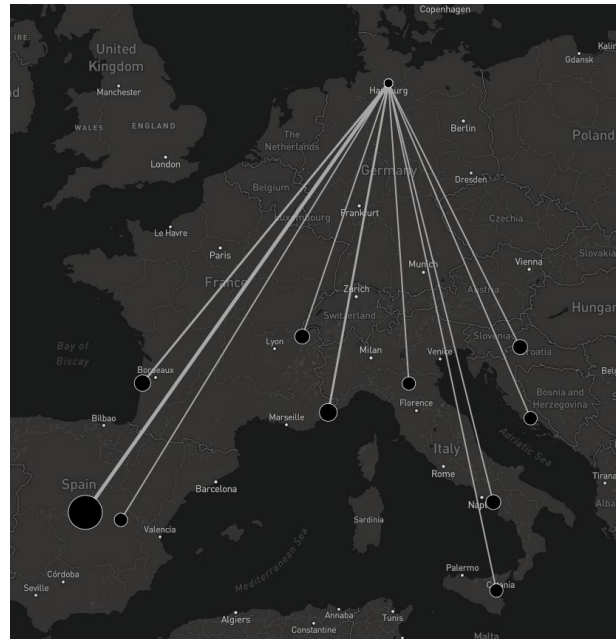 Copenhagen
IRE.
United
Kingdom
Kalin
Gdansk
Manchester
Hamburg
WALES
ENGLAND
The
Netherlands
Berlin
Poland
London
Germany
Belgium
Dresden
Luxembourg
Frankfurt
Le Havre
Czechia
Paris
Slovakia
Vienna
Munich
France
Zürich
Austria
Switzerland
Hungar
Bay of
Biscay
Lyon
Milan
Venice
Slovenia
Croatia
Bordeaux
Bosnia and
Herzegovina
Florence
Marseille
Bilbao
Adriatic Sea
Italy
Rome
Tirana
Spain
Barcelona
Naples
Sardinia
Valencia
Mediterranean Sea
Córdoba
Palermo
Catania
Seville
Algiers
Annaba
Tunis
Constantine
Malta